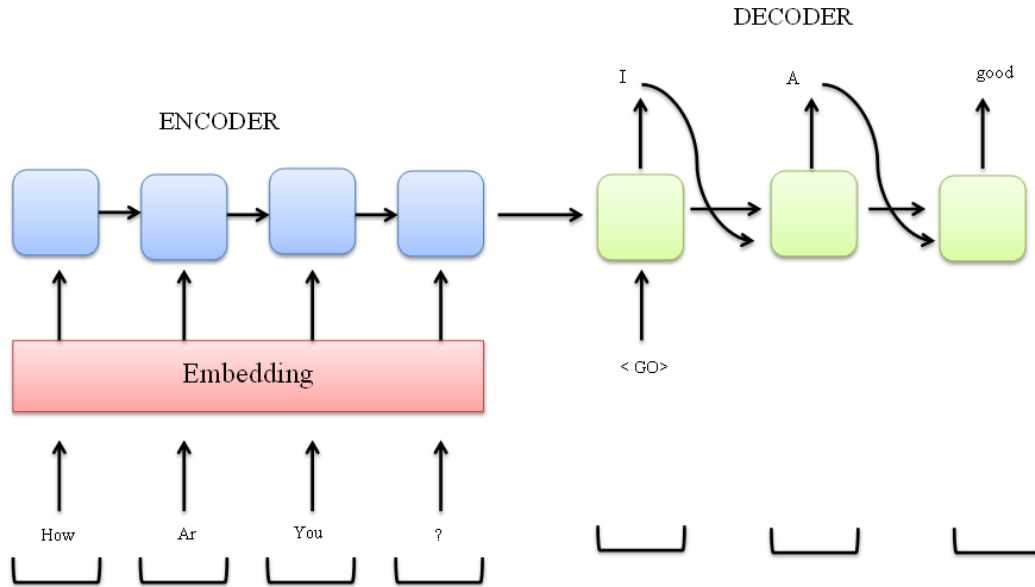 DECODER
I A good
ENCODER
< GO>
Embedding
How Ar You ?